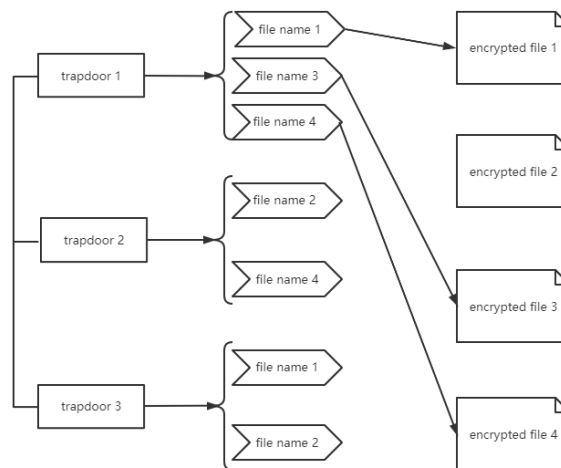 file name 1
encrypted file 1
trapdoor 1
file name 3
file name 4
encrypted file 2
file name 2
trapdoor 2
file name 4
encrypted file 3
file name 1
trapdoor 3
file name 2
encrypted file 4